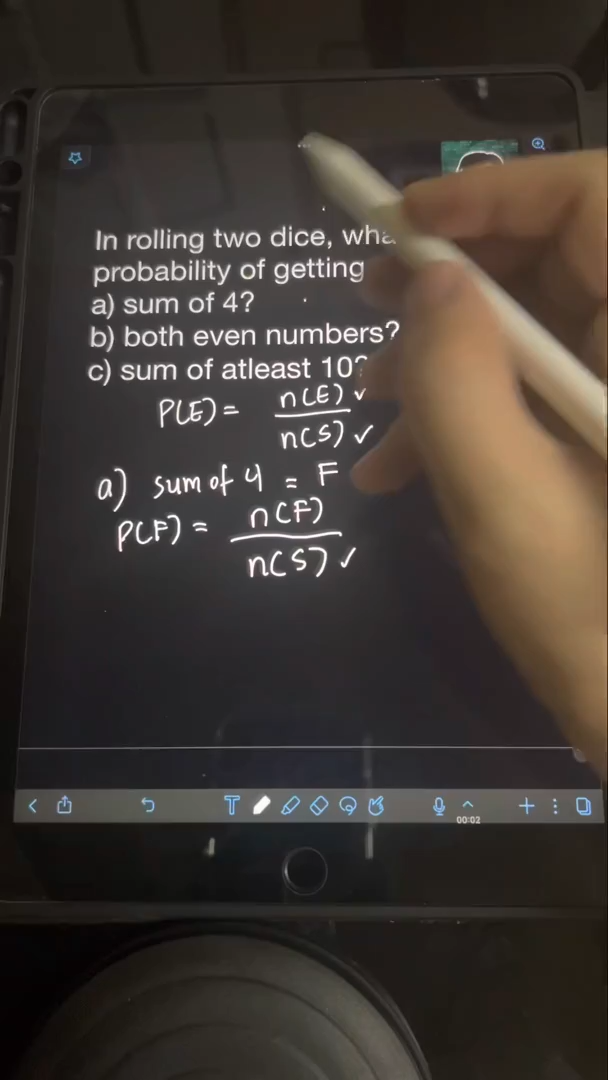 In rolling two dice,
probability of getting
a) sum of 4?
b) both even numbers?
c) sum of atleast 10?
P(E) = n(E) ✓
n(S) ✓
a) sum of 4 = F
P(F) = n(F)
n(S) ✓
T
00:02